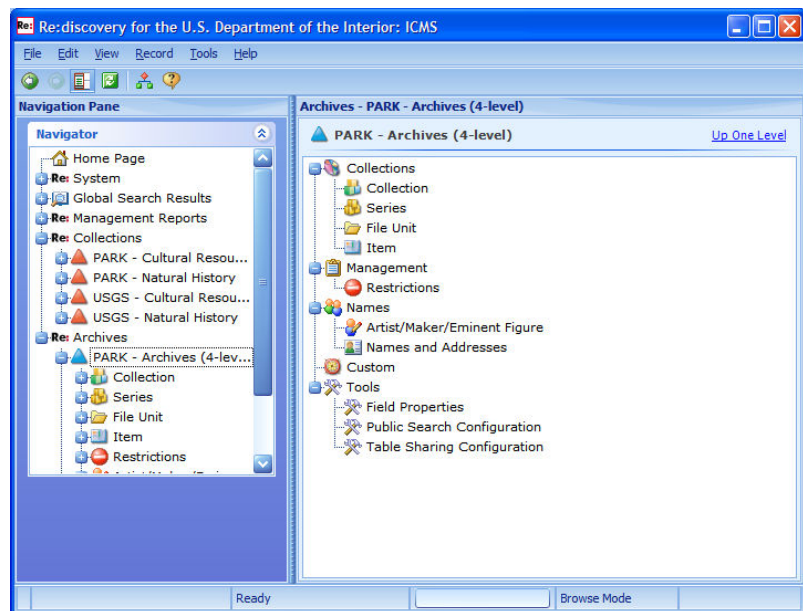 Re: Re:discovery for the U.S. Department of the Interior: ICMS
File Edit View Record Tools Help
Navigation Pane
Navigator
Home Page
Re: System
Global Search Results
Re: Management Reports
Re: Collections
PARK - Cultural Resou...
PARK - Natural History
USGS - Cultural Resou...
USGS - Natural History
Re: Archives
PARK - Archives (4-lev...
Collection
Series
File Unit
Item
Restrictions
Archives - PARK - Archives (4-level)
PARK - Archives (4-level) Up One Level
Collections
Collection
Series
File Unit
Item
Management
Restrictions
Names
Artist/Maker/Eminent Figure
Names and Addresses
Custom
Tools
Field Properties
Public Search Configuration
Table Sharing Configuration
Ready Browse Mode